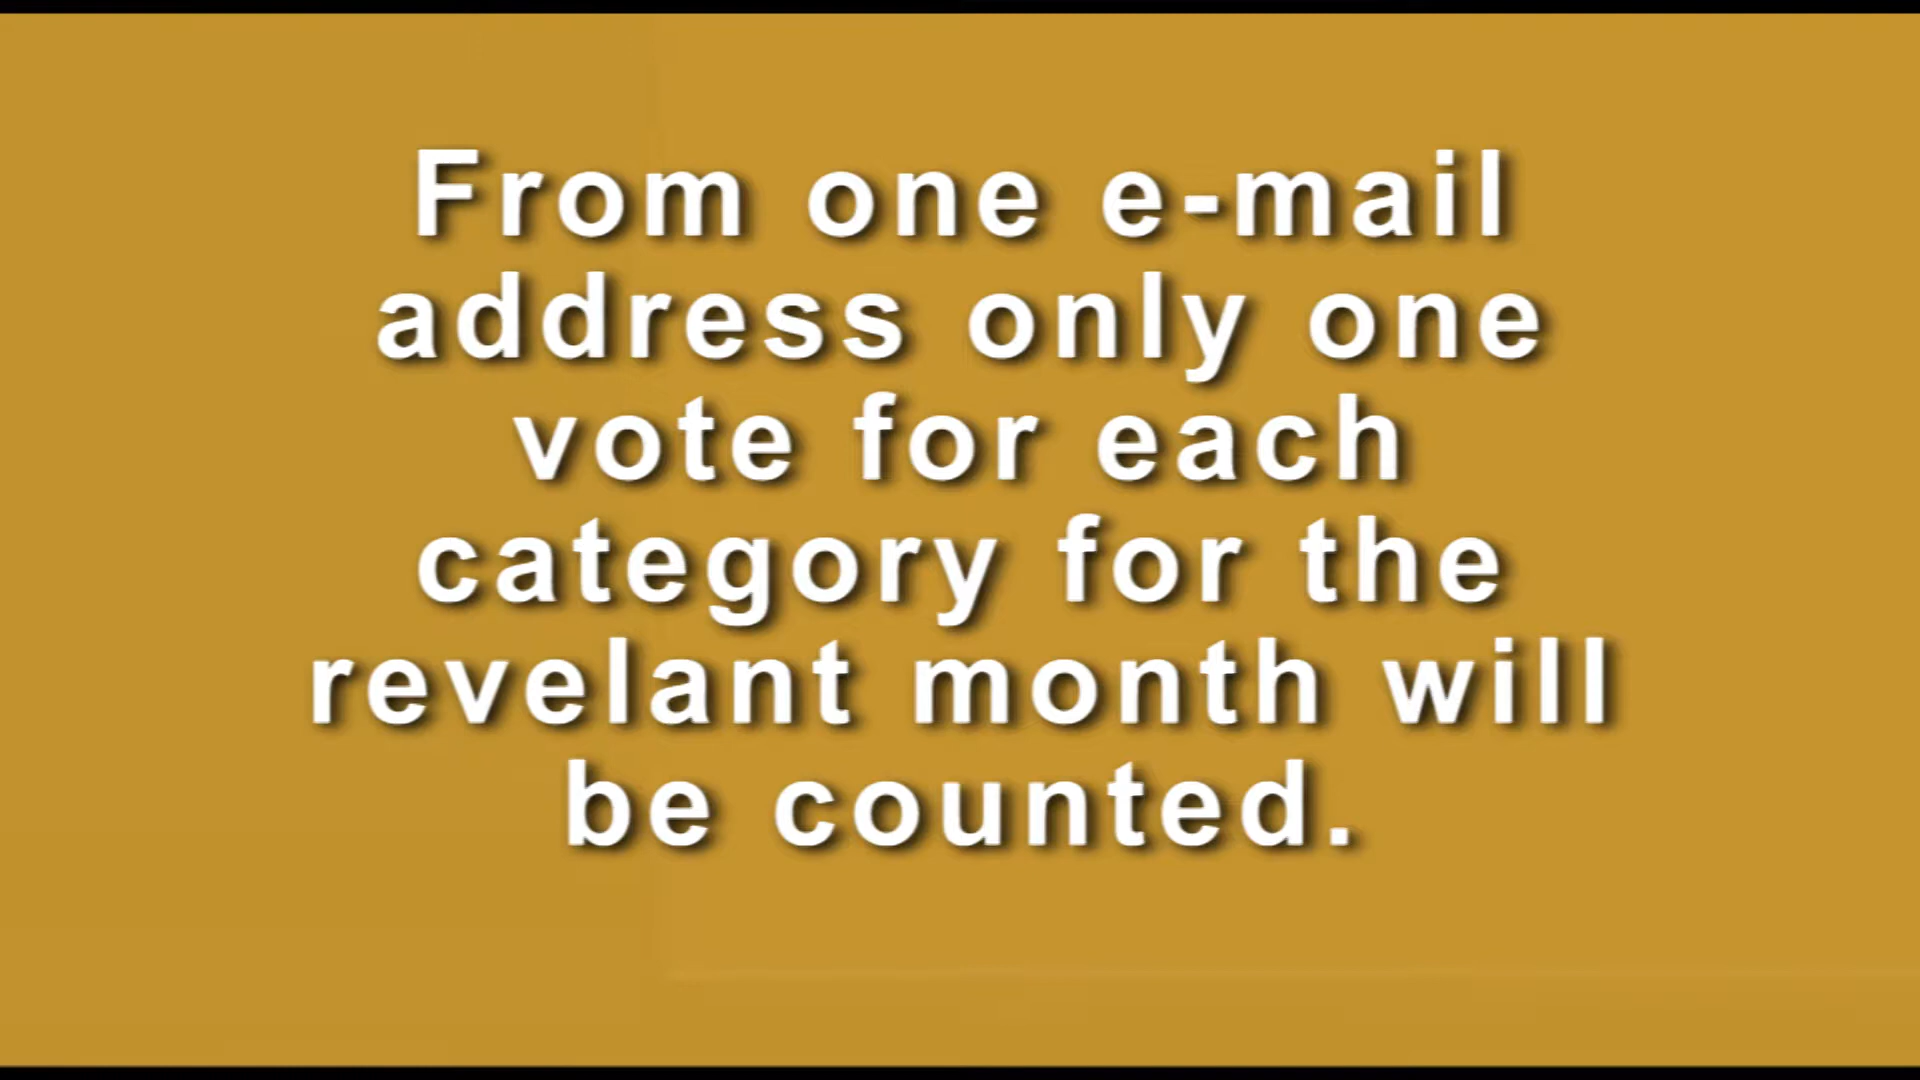 From one e-mail
address only one
vote for each
category for the
revelant month will
be counted.